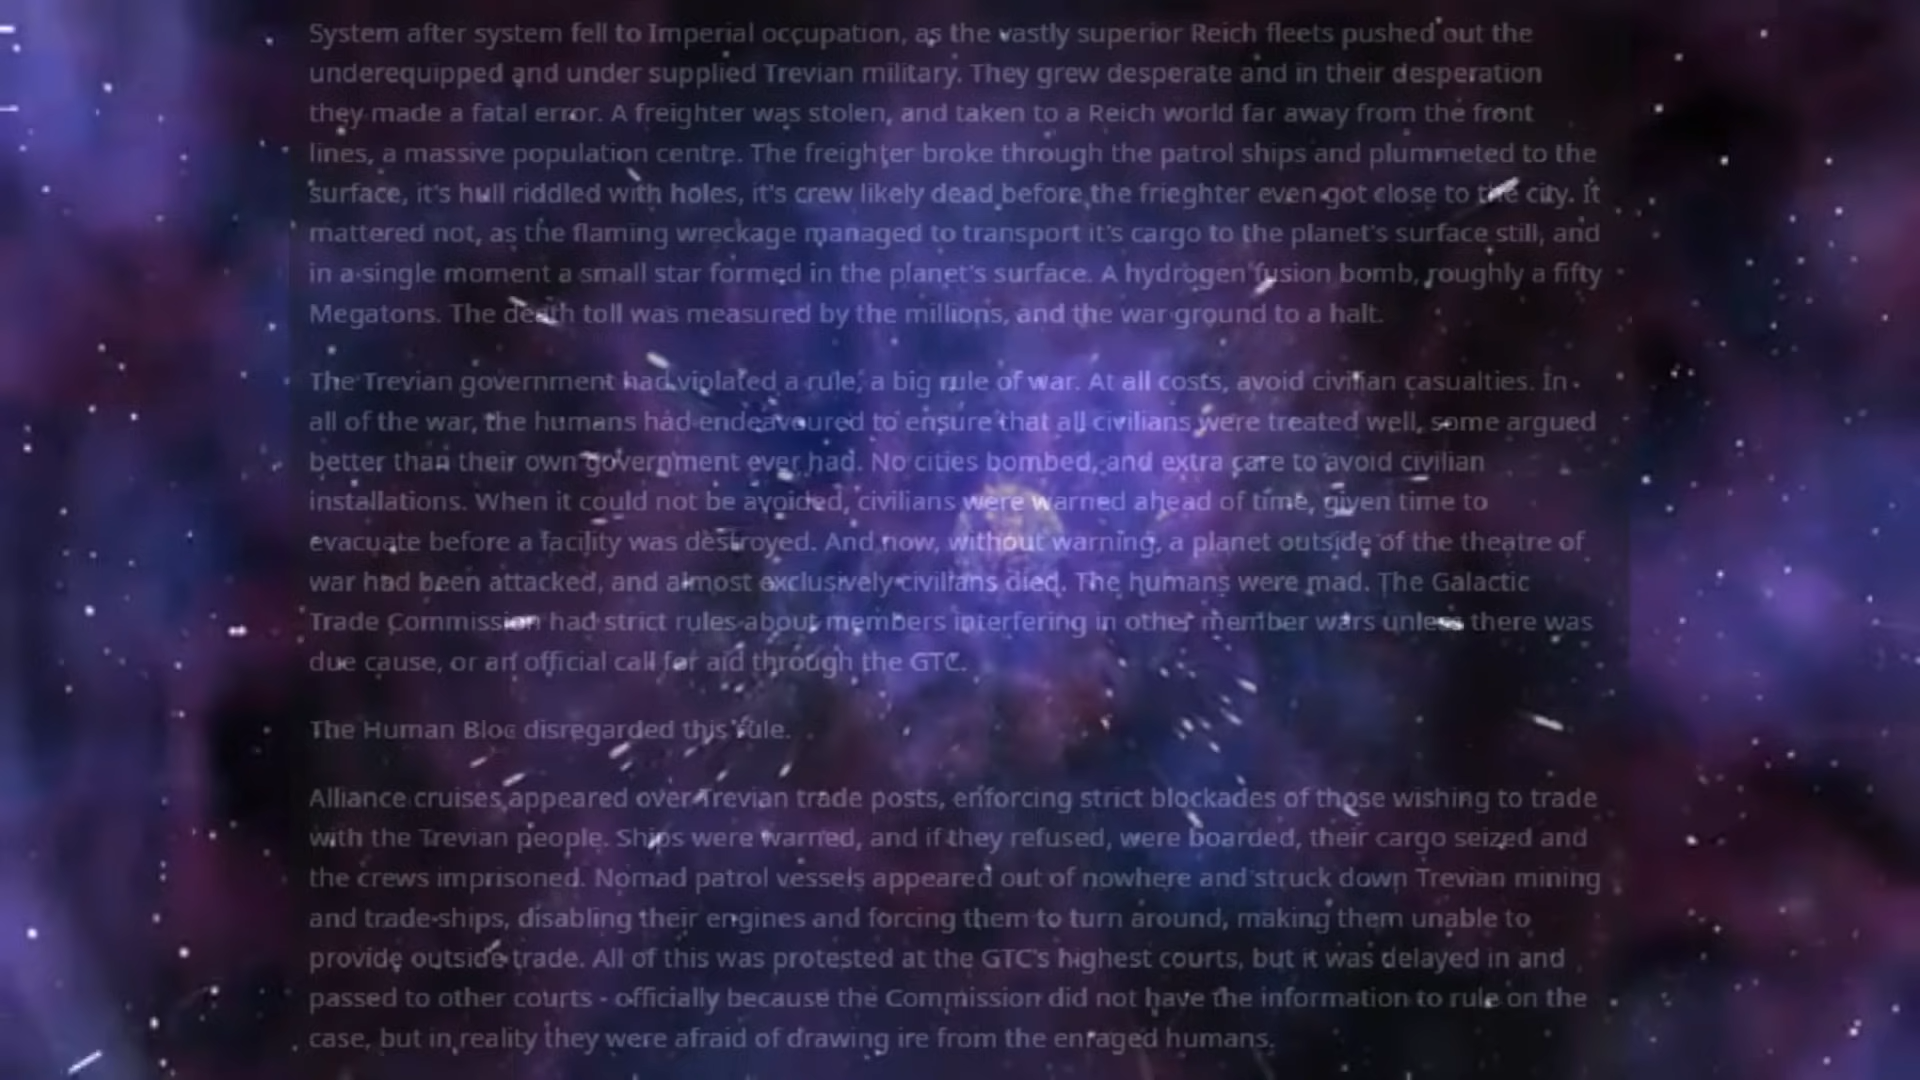 System after system fell to Imperial occupation, as the vastly superior Reich fleets pushed out the
underequipped and under supplied Trevian military. They grew desperate and in their desperation
they made a fatal error. A freighter was stolen, and taken to a Reich world far away from the front
lines, a massive population centre. The freighter broke through the patrol ships and plummeted to the
surface, it's hull riddled with holes, it's crew likely dead before the frieghter even got close to the city. It
mattered not, as the flaming wreckage managed to transport it's cargo to the planet's surface still, and
in a single moment a small star formed in the planet's surface. A hydrogen fusion bomb, roughly a fifty
Megatons. The death toll was measured by the millions, and the war ground to a halt.
The Trevian government had violated a rule, a big rule of war. At all costs, avoid civilian casualties. In
all of the war, the humans had endeavoured to ensure that all civilians were treated well, some argued
better than their own government ever had. No cities bombed, and extra care to avoid civilian
installations. When it could not be avoided, civilians were warned ahead of time, given time to
evacuate before a facility was destroyed. And now, without warning, a planet outside of the theatre of
war had been attacked, and almost exclusively civilians died. The humans were mad. The Galactic
Trade Commission had strict rules about members interfering in other member wars unless there was
due cause, or an official call for aid through the GTC.
The Human Bloc disregarded this rule.
Alliance cruises appeared over Trevian trade posts, enforcing strict blockades of those wishing to trade
with the Trevian people. Ships were warned, and if they refused, were boarded, their cargo seized and
the crews imprisoned. Nomad patrol vessels appeared out of nowhere and struck down Trevian mining
and trade ships, disabling their engines and forcing them to turn around, making them unable to
provide outside trade. All of this was protested at the GTC's highest courts, but it was delayed in and
passed to other courts - officially because the Commission did not have the information to rule on the
case, but in reality they were afraid of drawing ire from the enraged humans.